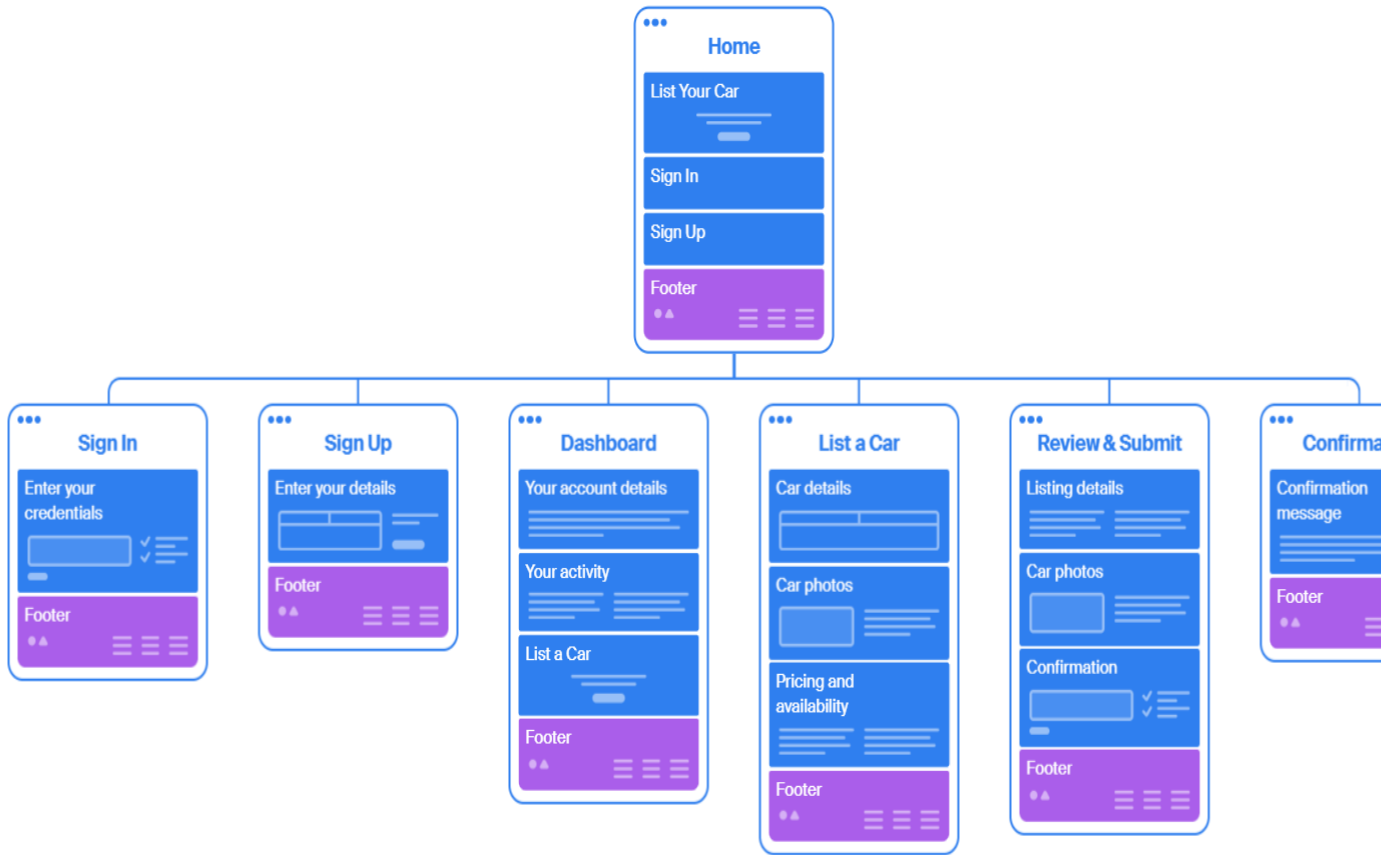 Home
List Your Car
Sign In
Sign Up
Footer
Sign In
Enter your
credentials
Footer
Sign Up
Enter your details
Footer
Dashboard
Your account details
Your activity
List a Car
Footer
List a Car
Car details
Car photos
Pricing and
availability
Footer
Review & Submit
Listing details
Car photos
Confirmation
Footer
Confirma
Confirmation
message
Footer